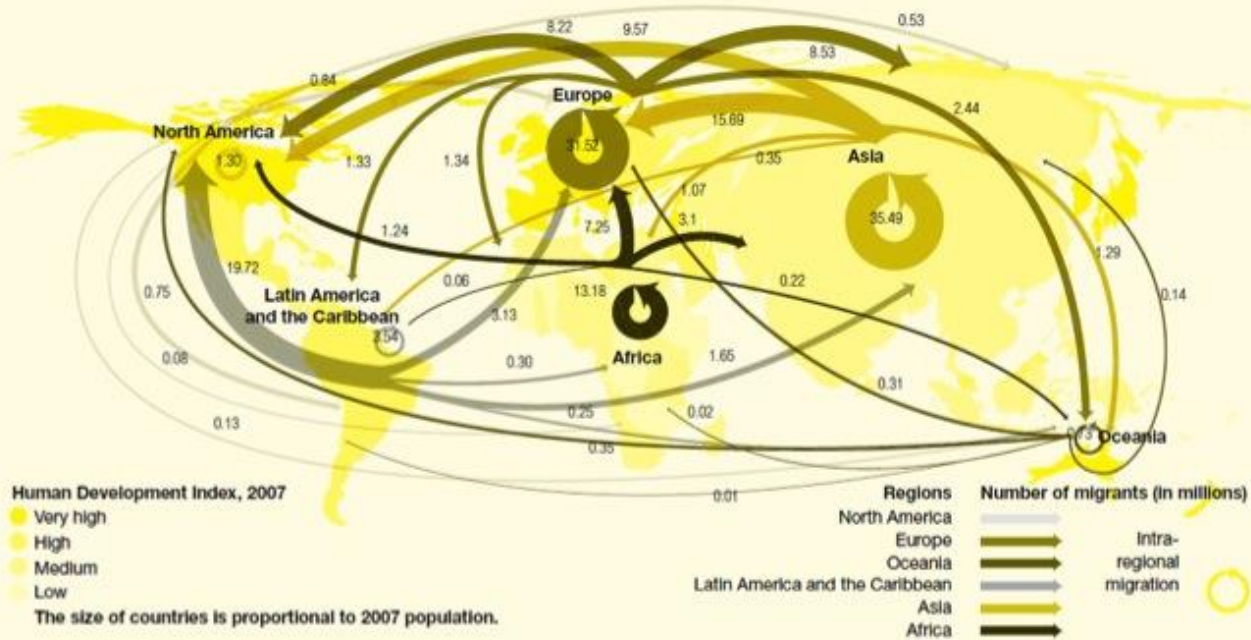 8.22
9.57
0.53
8.53
0.84
Europe
2.44
North America
15.69
31.52
1.30
1.33
1.34
0.35
Asia
1.07
7.25
3.1
35.49
1.24
1.29
19.72
0.06
0.22
0.75
Latin America
and the Caribbean
13.18
0.14
3.13
3.54
Africa
1.65
0.08
0.30
0.31
0.25
0.02
0.13
0.35
Oceania
0.01
Human Development Index, 2007
Very high
High
Medium
Low
The size of countries is proportional to 2007 population.
Regions Number of migrants (in millions)
North America
Europe
Oceania
Latin America and the Caribbean
Asia
Africa
Intra-
regional
migration